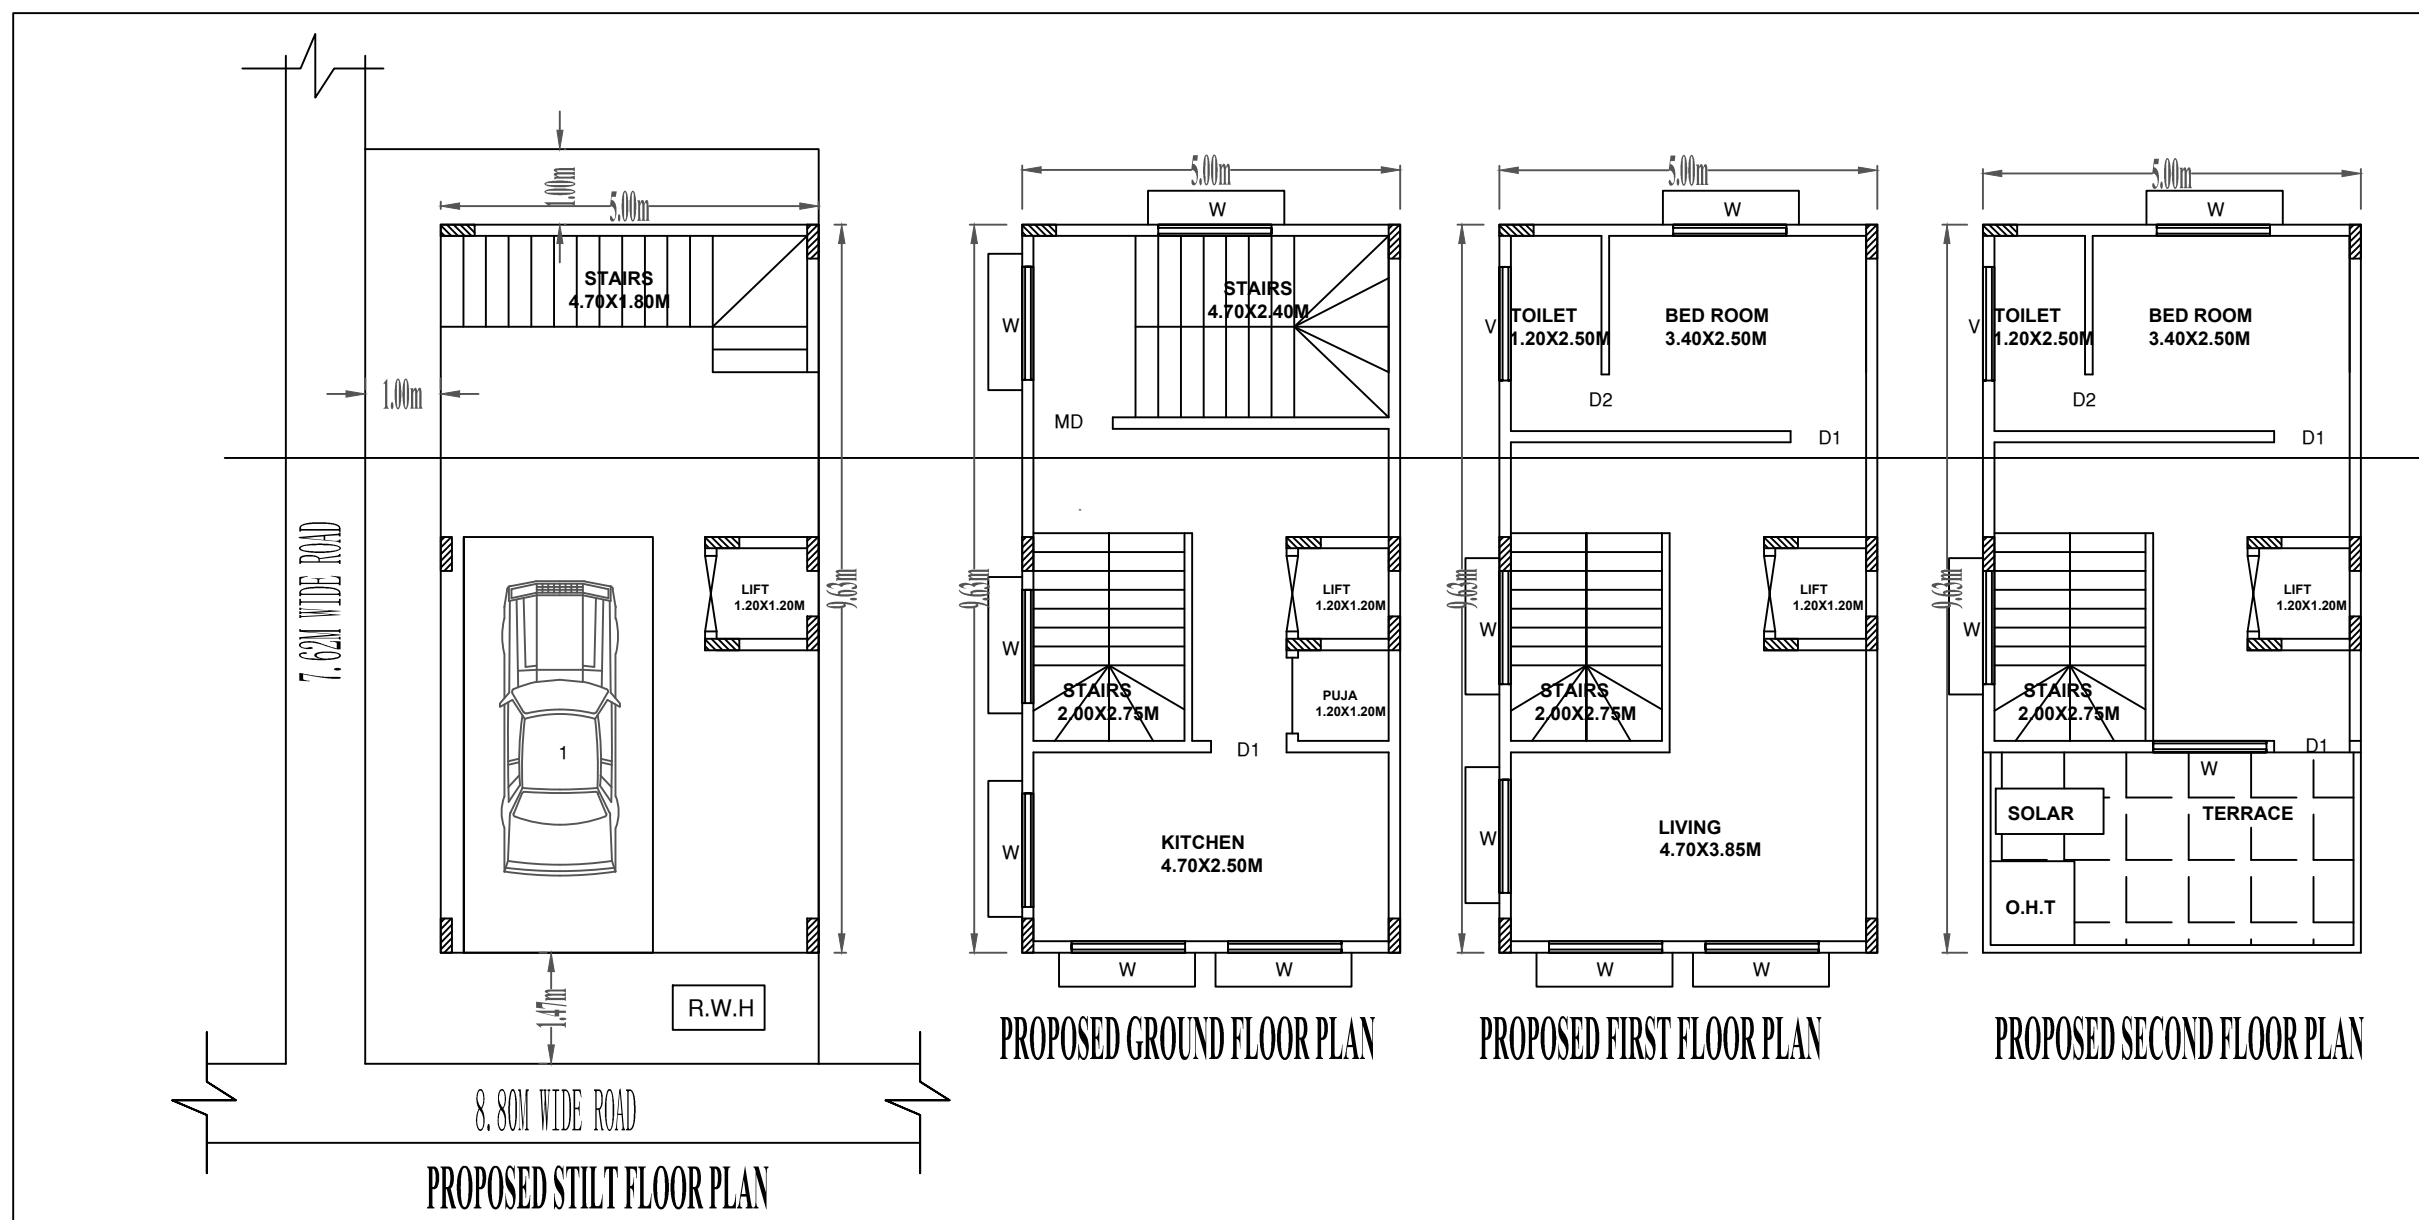 1.00m
5.00m
STAIRS
4.70X1.80M
1.00m
7.62M WIDE ROAD
LIFT
1.20X1.20M
9.63m
1
1.47m
R.W.H
8.80M WIDE ROAD
PROPOSED STILT FLOOR PLAN
5.00m
W
STAIRS
4.70X2.40M
W
MD
9.63m
LIFT
1.20X1.20M
W
STAIRS
2.00X2.75M
PUJA
1.20X1.20M
D1
W
KITCHEN
4.70X2.50M
W
W
PROPOSED GROUND FLOOR PLAN
5.00m
W
V
TOILET
1.20X2.50M
BED ROOM
3.40X2.50M
D2
D1
9.63m
LIFT
1.20X1.20M
W
STAIRS
2.00X2.75M
W
LIVING
4.70X3.85M
W
W
PROPOSED FIRST FLOOR PLAN
5.00m
W
V
TOILET
1.20X2.50M
BED ROOM
3.40X2.50M
D2
D1
9.63m
LIFT
1.20X1.20M
W
STAIRS
2.00X2.75M
D1
W
SOLAR
TERRACE
O.H.T
PROPOSED SECOND FLOOR PLAN